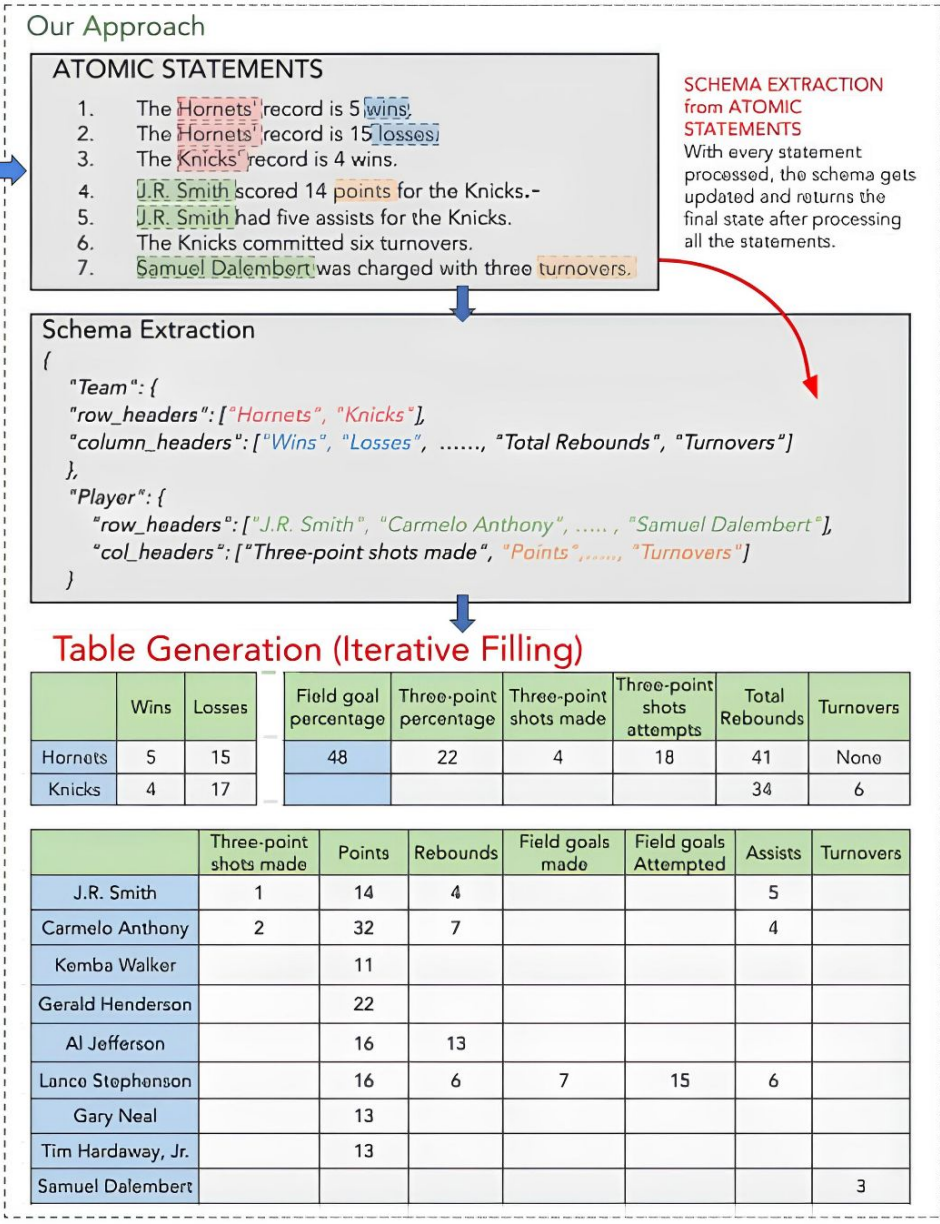 Our Approach
ATOMIC STATEMENTS
1. The Hornets' record is 5 wins.
2. The Hornets' record is 15 losses.
3. The Knicks' record is 4 wins.
4. J.R. Smith scored 14 points for the Knicks.-
5. J.R. Smith had five assists for the Knicks.
6. The Knicks committed six turnovers.
7. Samuel Dalembert was charged with three turnovers.
SCHEMA EXTRACTION
from ATOMIC
STATEMENTS
With every statement
processed, the schema gets
updated and returns the
final state after processing
all the statements.
Schema Extraction
{
"Team": {
"row_headers": ["Hornets", "Knicks"],
"column_headers": ["Wins", "Losses", ......, "Total Rebounds", "Turnovers"]
},
"Player": {
"row_headers": ["J.R. Smith", "Carmelo Anthony", ..... , "Samuel Dalembert"],
"col_headers": ["Three-point shots made", "Points",......, "Turnovers"]
}
Table Generation (Iterative Filling)
Wins Losses Field goal percentage Three-point percentage Three-point shots made Three-point shots attempts Total Rebounds Turnovers
Hornets 5 15 48 22 4 18 41 None
Knicks 4 17 34 6
Three-point shots made Points Rebounds Field goals made Field goals Attempted Assists Turnovers
J.R. Smith 1 14 4 5
Carmelo Anthony 2 32 7 4
Kemba Walker 11
Gerald Henderson 22
Al Jefferson 16 13
Lance Stephenson 16 6 7 15 6
Gary Neal 13
Tim Hardaway, Jr. 13
Samuel Dalembert 3